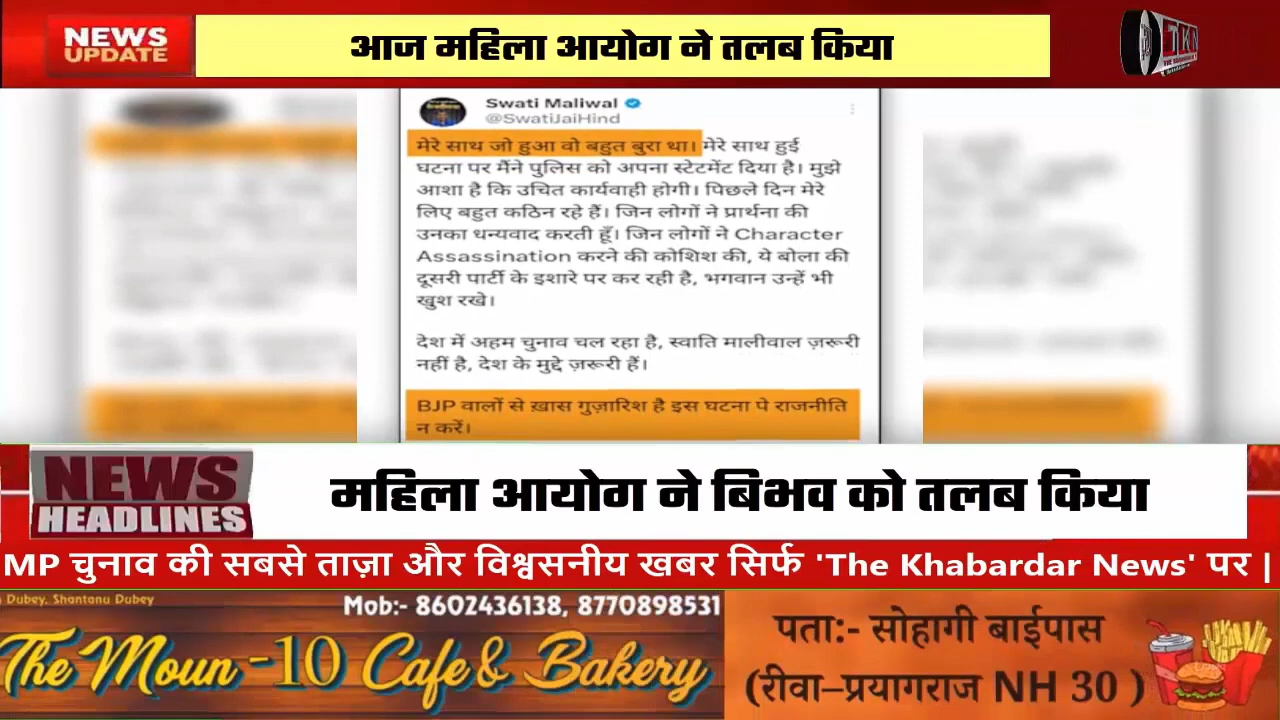 NEWS
UPDATE
आज महिला आयोग ने तलब किया
Swati Maliwal
@SwatiJaiHind
मेरे साथ जो हुआ वो बहुत बुरा था। मेरे साथ हुई
घटना पर मैंने पुलिस को अपना स्टेटमेंट दिया है। मुझे
आशा है कि उचित कार्यवाही होगी। पिछले दिन मेरे
लिए बहुत कठिन रहे हैं। जिन लोगों ने प्रार्थना की
उनका धन्यवाद करती हूँ। जिन लोगों ने Character
Assassination करने की कोशिश की, ये बोला की
दूसरी पार्टी के इशारे पर कर रही है, भगवान उन्हें भी
खुश रखे।
देश में अहम चुनाव चल रहा है, स्वाति मालीवाल ज़रूरी
नहीं है, देश के मुद्दे ज़रूरी हैं।
BJP वालों से ख़ास गुज़ारिश है इस घटना पे राजनीति
न करें।
NEWS
HEADLINES
महिला आयोग ने बिभव को तलब किया
MP चुनाव की सबसे ताज़ा और विश्वसनीय खबर सिर्फ 'The Khabardar News' पर |
Dubey, Shantanu Dubey
Mob:- 8602436138, 8770898531
The Moun-10 Cafe & Bakery
पता:- सोहागी बाईपास
(रीवा–प्रयागराज NH 30 )